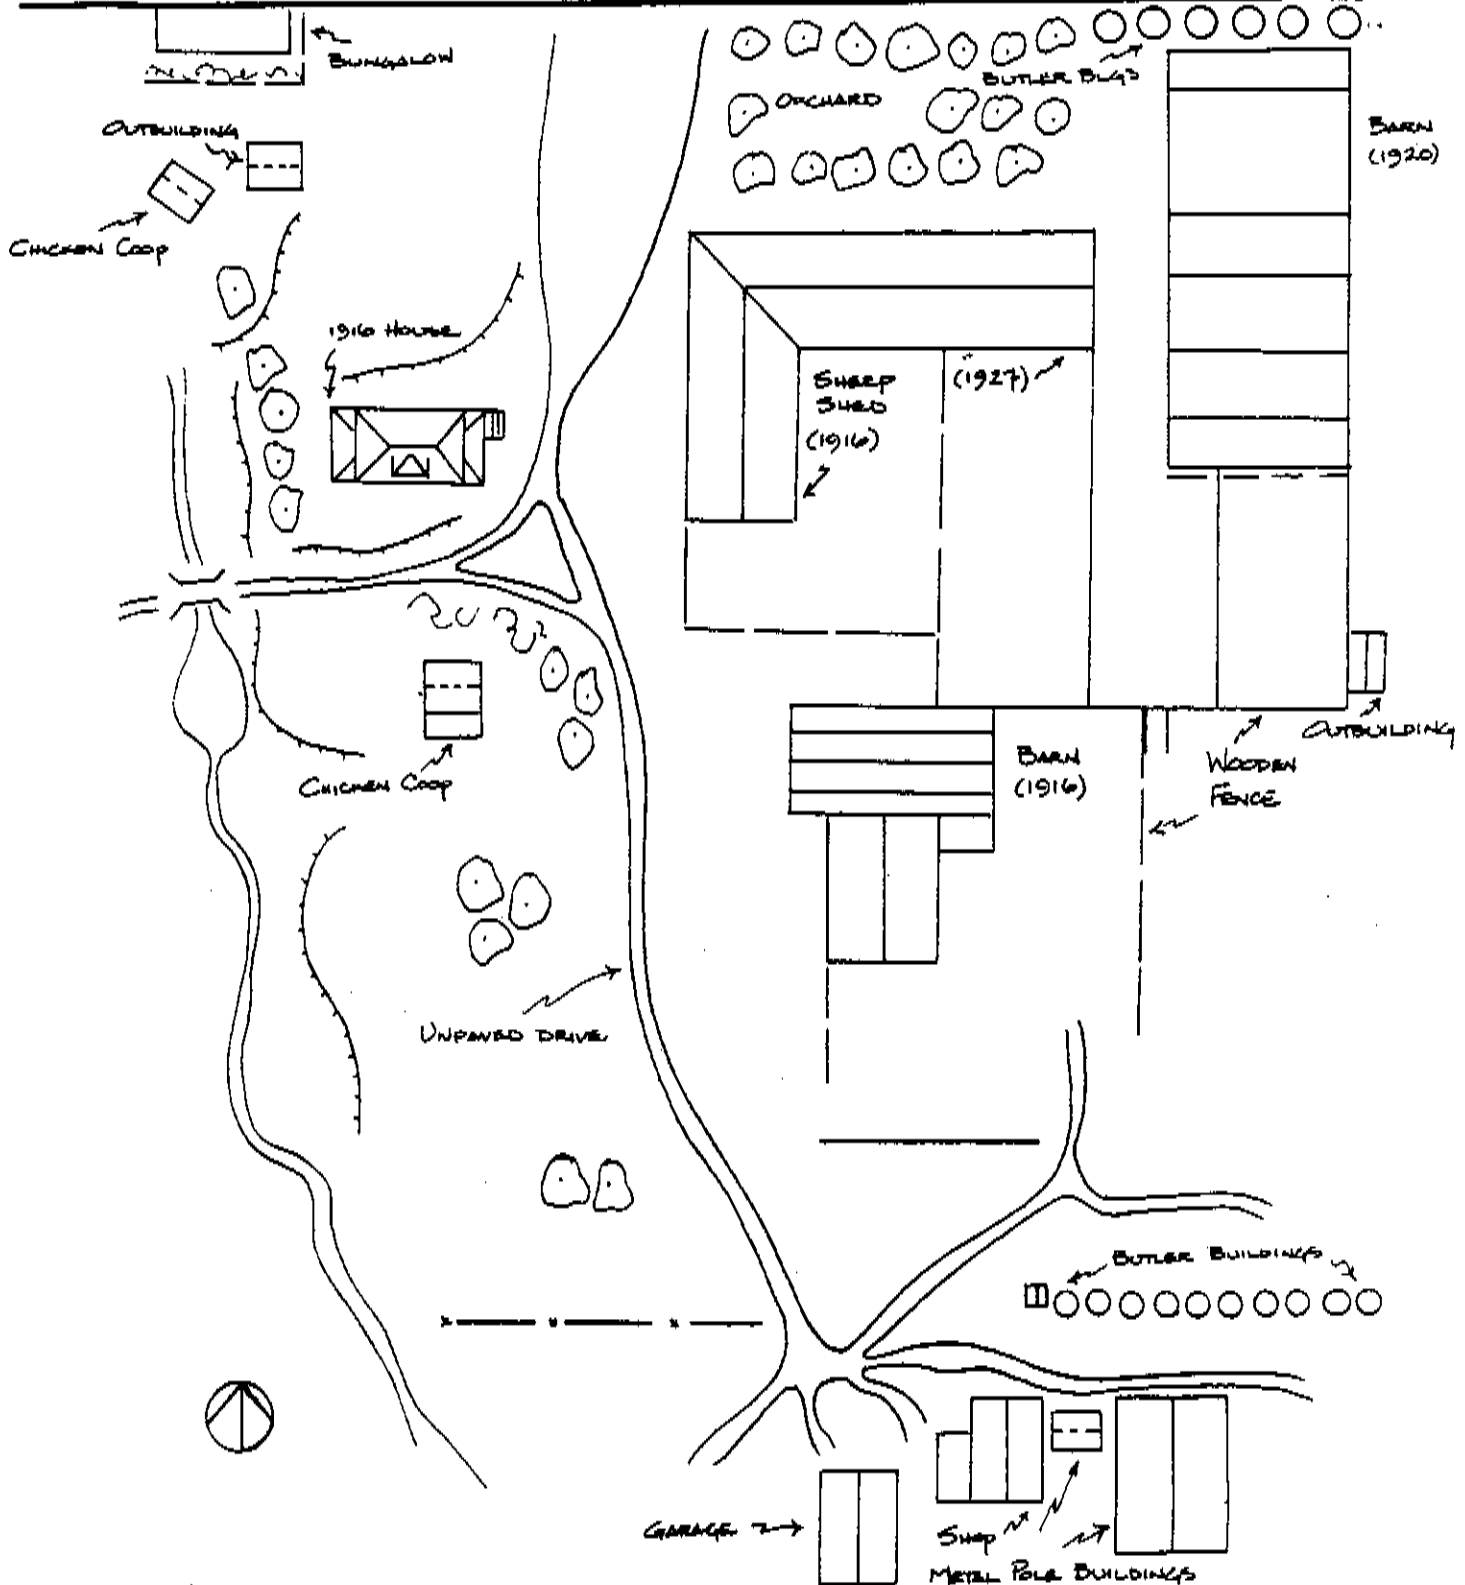 BUNGALOW
BUTLER BLGS
ORCHARD
BARN
(1920)
OUTBUILDING
CHICKEN COOP
1916 HOUSE
SHEEP
SHED
(1916)
(1927)
OUTBUILDING
WOODEN
FENCE
BARN
(1916)
CHICKEN COOP
UNPAVED DRIVE
BUTLER BUILDINGS
GARAGE
SHOP
METAL POLE BUILDINGS